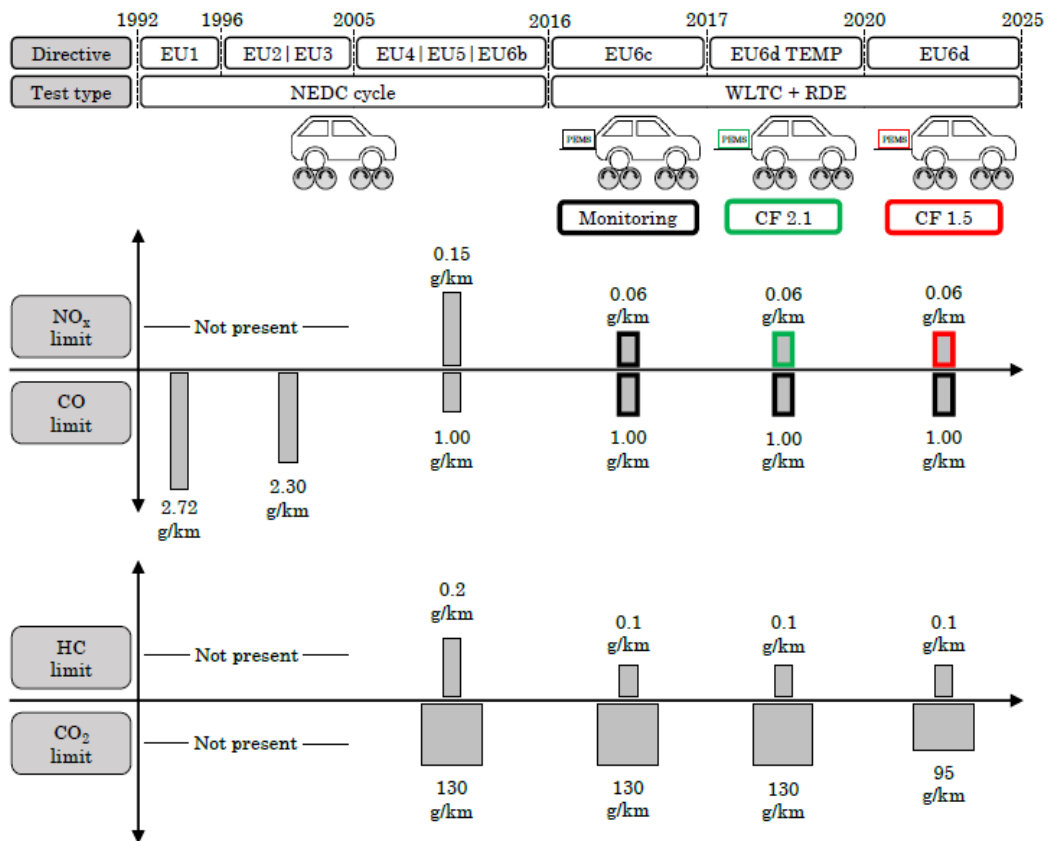 1992 1996 2005 2016 2017 2020 2025
Directive EU1 EU2|EU3 EU4|EU5|EU6b EU6c EU6d TEMP EU6d
Test type NEDC cycle WLTC + RDE
PEMS PEMS PEMS
Monitoring CF 2.1 CF 1.5
NOx
limit
Not present
0.15
g/km
0.06
g/km
0.06
g/km
0.06
g/km
CO
limit
2.72
g/km
2.30
g/km
1.00
g/km
1.00
g/km
1.00
g/km
1.00
g/km
HC
limit
Not present
0.2
g/km
0.1
g/km
0.1
g/km
0.1
g/km
CO2
limit
Not present
130
g/km
130
g/km
130
g/km
95
g/km